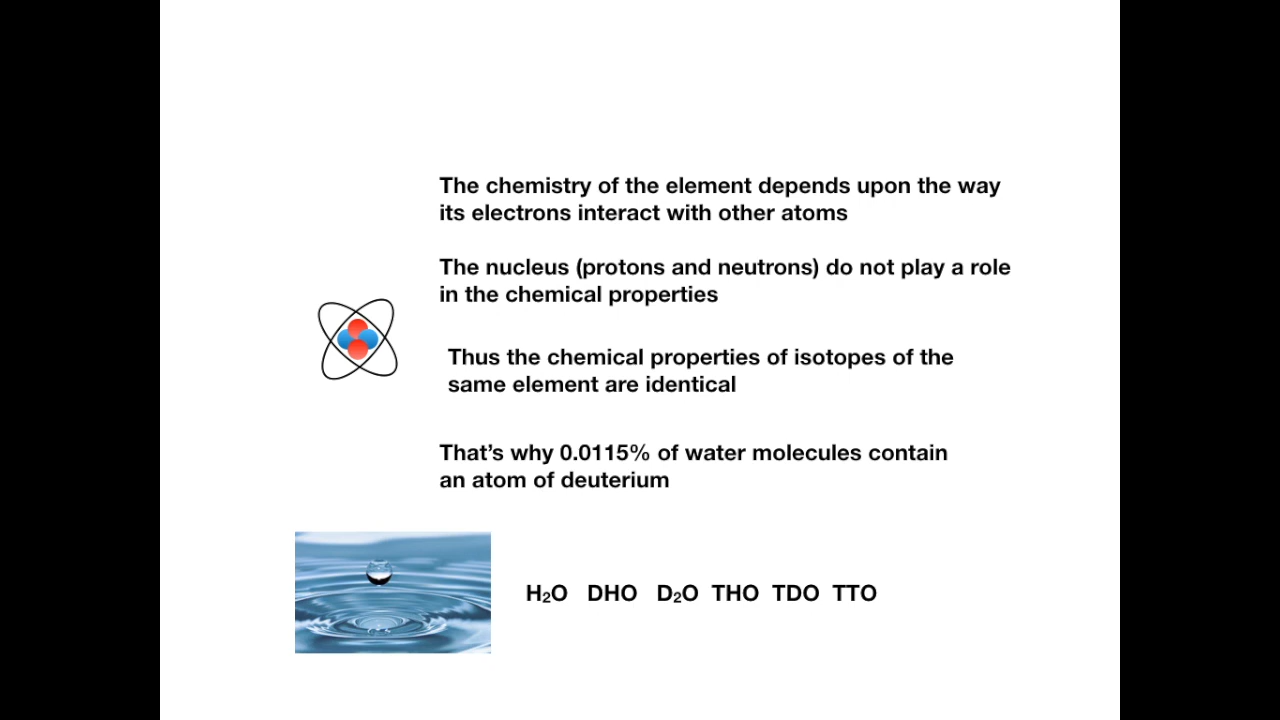 The chemistry of the element depends upon the way
its electrons interact with other atoms
The nucleus (protons and neutrons) do not play a role
in the chemical properties
Thus the chemical properties of isotopes of the
same element are identical
That's why 0.0115% of water molecules contain
an atom of deuterium
H₂O DHO D₂O THO TDO TTO